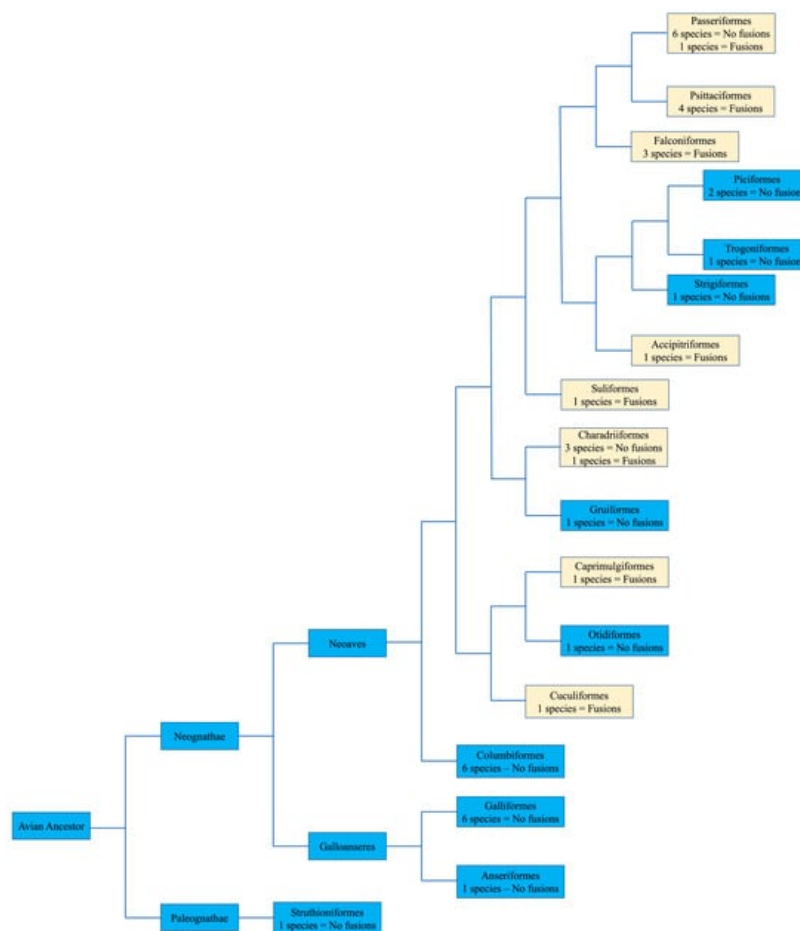 Passeriformes
6 species = No fusions
1 species = Fusions
Psittaciformes
4 species = Fusions
Falconiformes
3 species = Fusions
Piciformes
2 species = No fusion
Trogoniformes
1 species = No fusion
Strigiformes
1 species = No fusions
Accipitriformes
1 species = Fusions
Suliformes
1 species = Fusions
Charadriiformes
3 species = No fusions
1 species = Fusions
Gruiformes
1 species = No fusions
Caprimulgiformes
1 species = Fusions
Neoaves
Otidiformes
1 species = No fusions
Cuculiformes
1 species = Fusions
Neognathae
Columbiformes
6 species – No fusions
Galliformes
6 species = No fusions
Avian Ancestor
Galloanseres
Anseriformes
1 species – No fusions
Paleognathae
Struthioniformes
1 species = No fusions